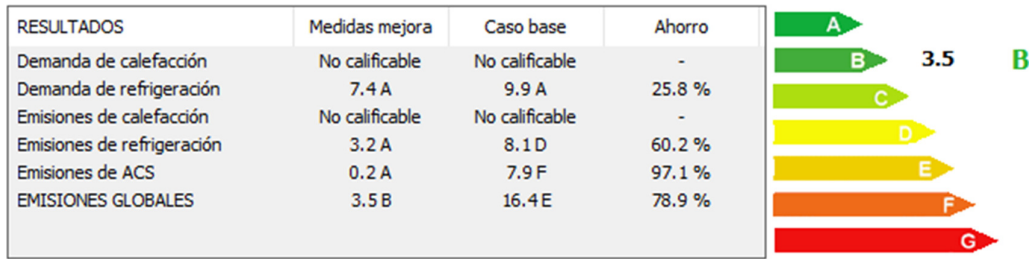 RESULTADOS Medidas mejora Caso base Ahorro
Demanda de calefacción No calificable No calificable -
Demanda de refrigeración 7.4 A 9.9 A 25.8 %
Emisiones de calefacción No calificable No calificable -
Emisiones de refrigeración 3.2 A 8.1 D 60.2 %
Emisiones de ACS 0.2 A 7.9 F 97.1 %
EMISIONES GLOBALES 3.5 B 16.4 E 78.9 %
A
B 3.5 B
C
D
E
F
G